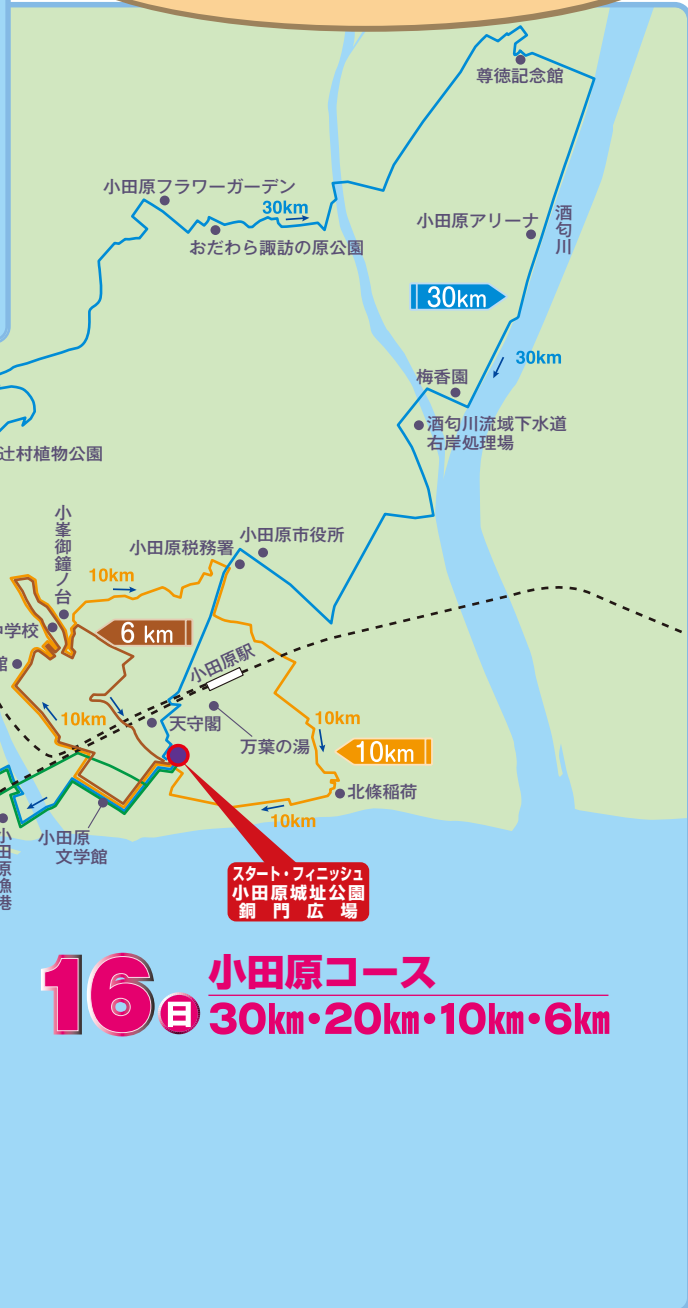 尊徳記念館
小田原フラワーガーデン
30km
おだわら諏訪の原公園
小田原アリーナ
酒匂川
30km
30km
梅香園
酒匂川流域下水道
右岸処理場
辻村植物公園
小峯御鐘ノ台
小田原市役所
小田原税務署
10km
中学校
6 km
館
小田原駅
10km
天守閣
万葉の湯
10km
10km
北條稲荷
10km
小田原漁港
小田原
文学館
スタート・フィニッシュ
小田原城址公園
銅門広場
16日
小田原コース
30km・20km・10km・6km